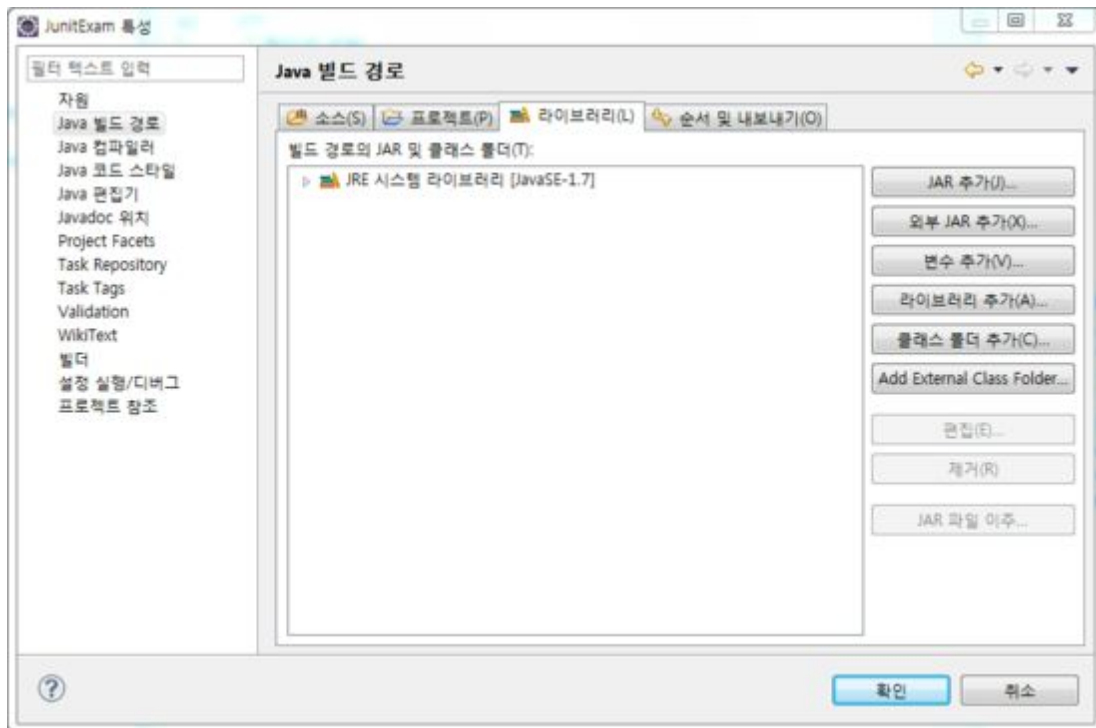 JunitExam 특성
필터 텍스트 입력
자원
Java 빌드 경로
Java 컴파일러
Java 코드 스타일
Java 편집기
Javadoc 위치
Project Facets
Task Repository
Task Tags
Validation
WikiText
빌더
설정 실행/디버그
프로젝트 참조
Java 빌드 경로
소스(S) 프로젝트(P) 라이브러리(L) 순서 및 내보내기(O)
빌드 경로의 JAR 및 클래스 폴더(T):
JRE 시스템 라이브러리 [JavaSE-1.7]
JAR 추가(J)...
외부 JAR 추가(X)...
변수 추가(V)...
라이브러리 추가(A)...
클래스 폴더 추가(C)...
Add External Class Folder...
편집(E)...
제거(R)
JAR 파일 이주...
확인 취소